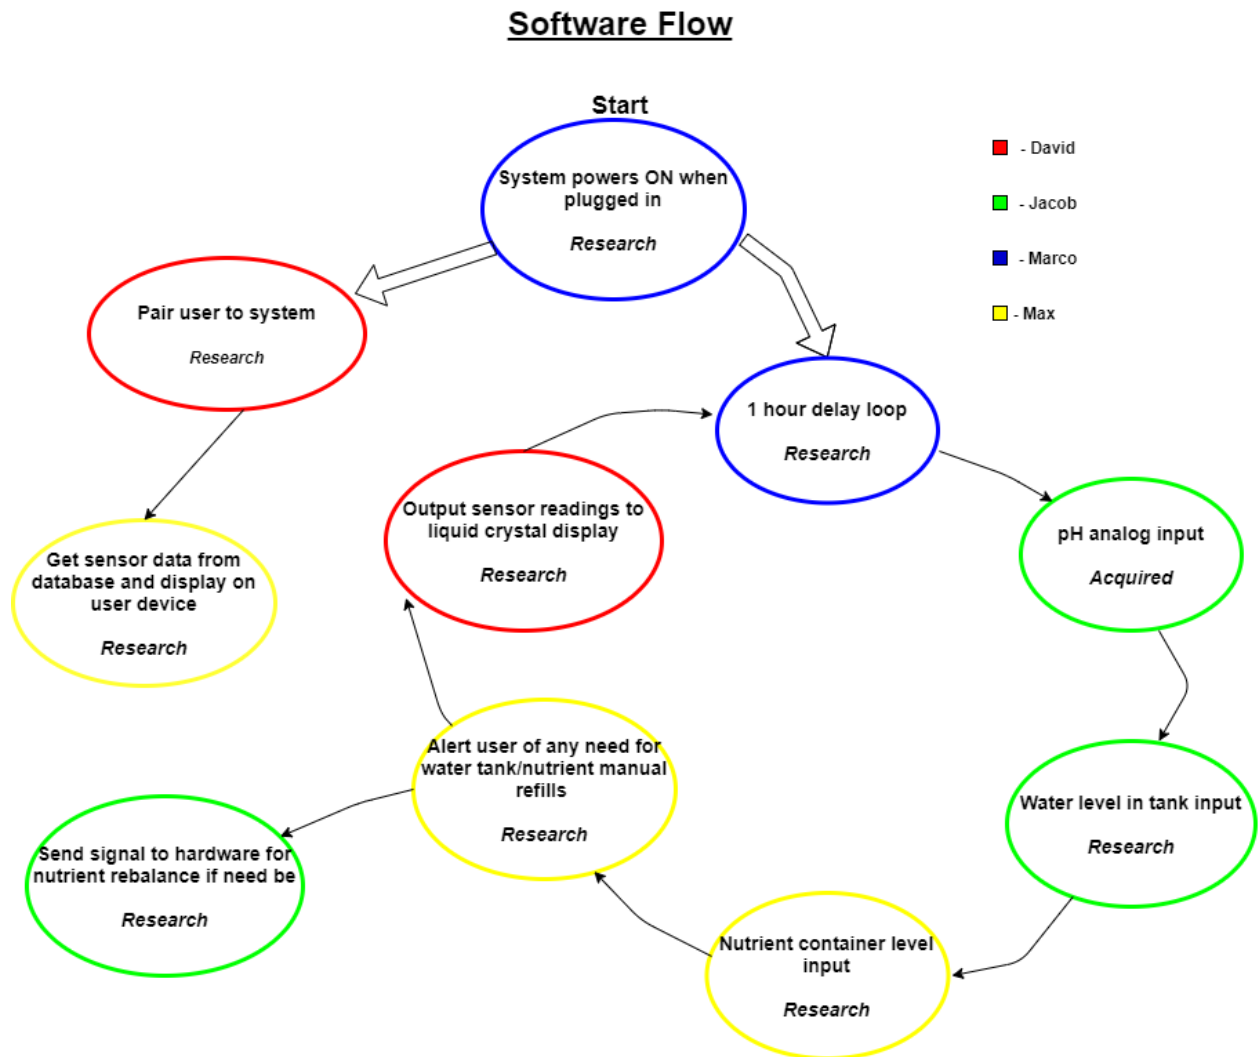 Software Flow
Start
System powers ON when
plugged in
Research
- David
- Jacob
- Marco
- Max
Pair user to system
Research
1 hour delay loop
Research
Output sensor readings to
liquid crystal display
Research
pH analog input
Acquired
Get sensor data from
database and display on
user device
Research
Alert user of any need for
water tank/nutrient manual
refills
Research
Water level in tank input
Research
Send signal to hardware for
nutrient rebalance if need be
Research
Nutrient container level
input
Research